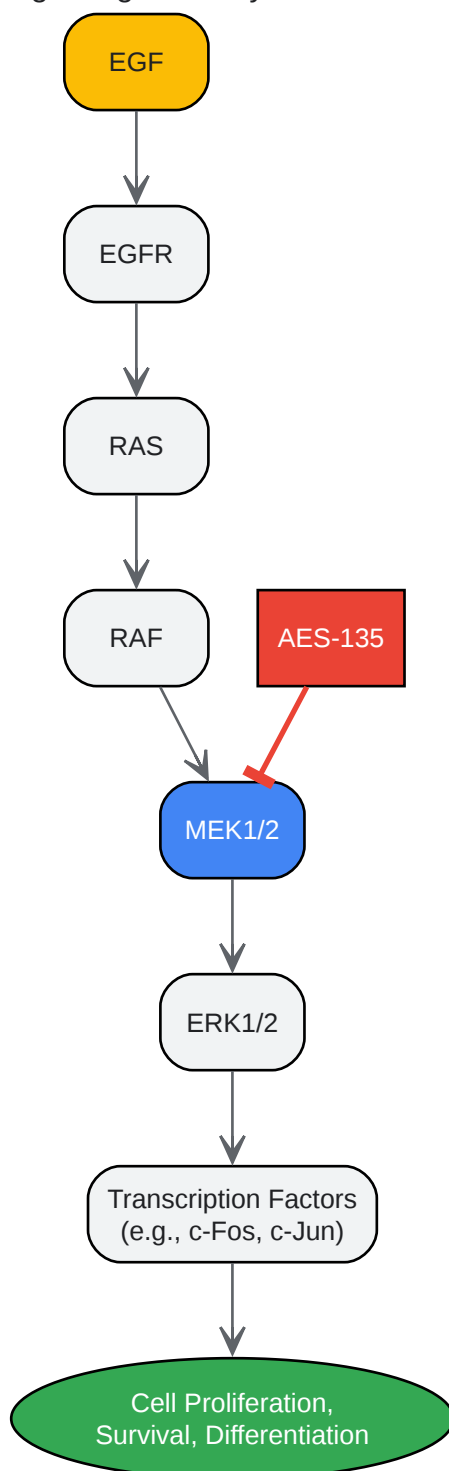 EGF
EGFR
RAS
RAF
AES-135
MEK1/2
ERK1/2
Transcription Factors
(e.g., c-Fos, c-Jun)
Cell Proliferation,
Survival, Differentiation